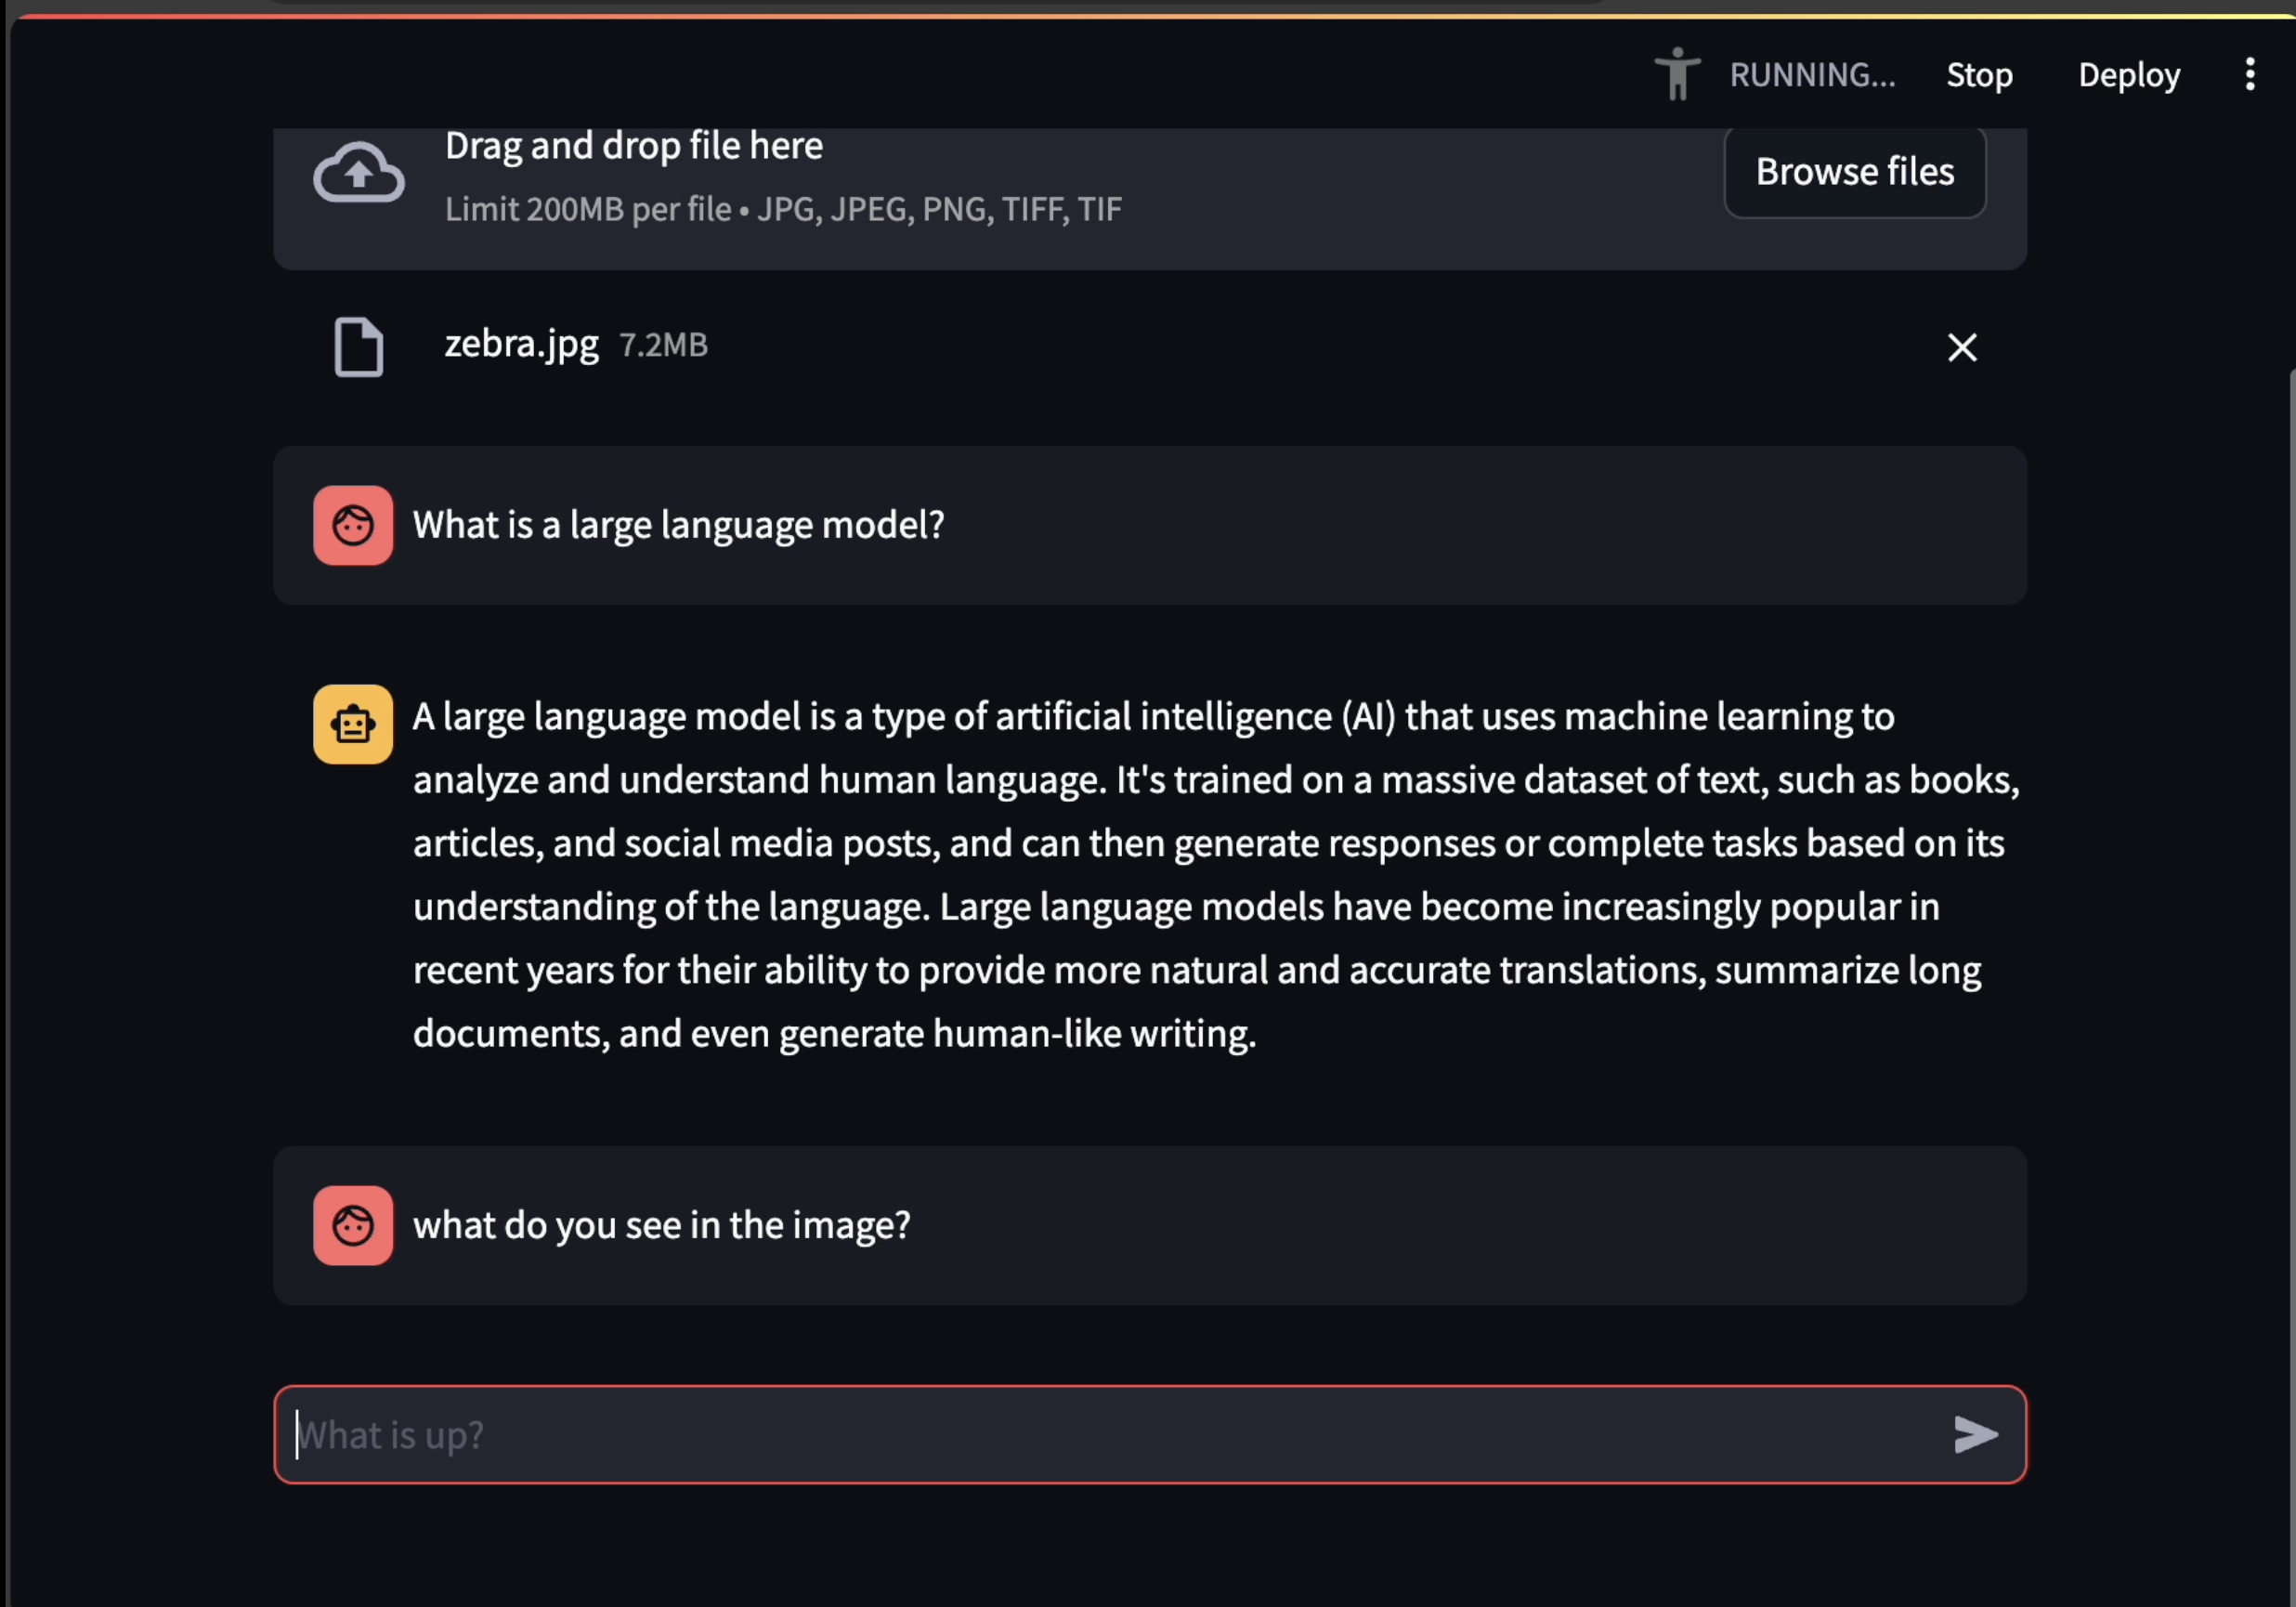 RUNNING... Stop Deploy
Drag and drop file here
Limit 200MB per file • JPG, JPEG, PNG, TIFF, TIF
Browse files
zebra.jpg 7.2MB
What is a large language model?
A large language model is a type of artificial intelligence (AI) that uses machine learning to
analyze and understand human language. It's trained on a massive dataset of text, such as books,
articles, and social media posts, and can then generate responses or complete tasks based on its
understanding of the language. Large language models have become increasingly popular in
recent years for their ability to provide more natural and accurate translations, summarize long
documents, and even generate human-like writing.
what do you see in the image?
What is up?